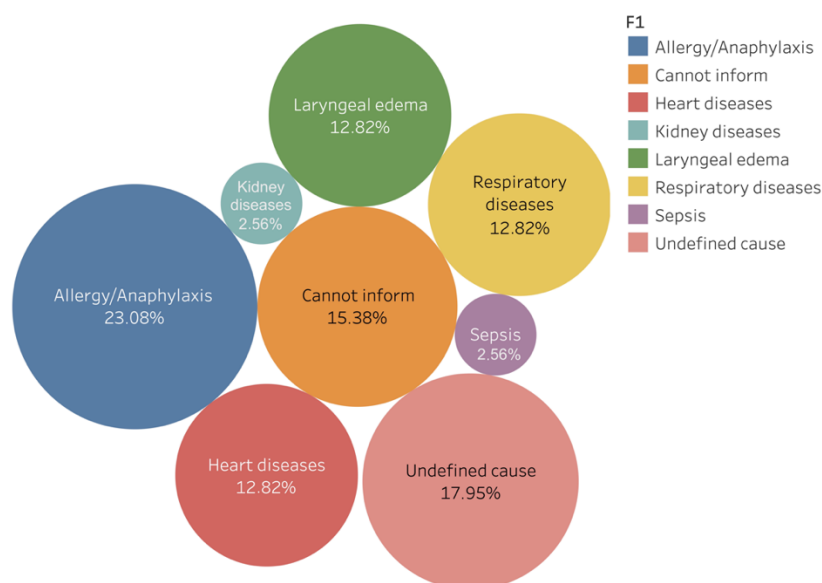 Laryngeal edema
12.82%
Kidney
diseases
2.56%
Respiratory
diseases
12.82%
Allergy/Anaphylaxis
23.08%
Cannot inform
15.38%
Sepsis
2.56%
Heart diseases
12.82%
Undefined cause
17.95%
F1
Allergy/Anaphylaxis
Cannot inform
Heart diseases
Kidney diseases
Laryngeal edema
Respiratory diseases
Sepsis
Undefined cause